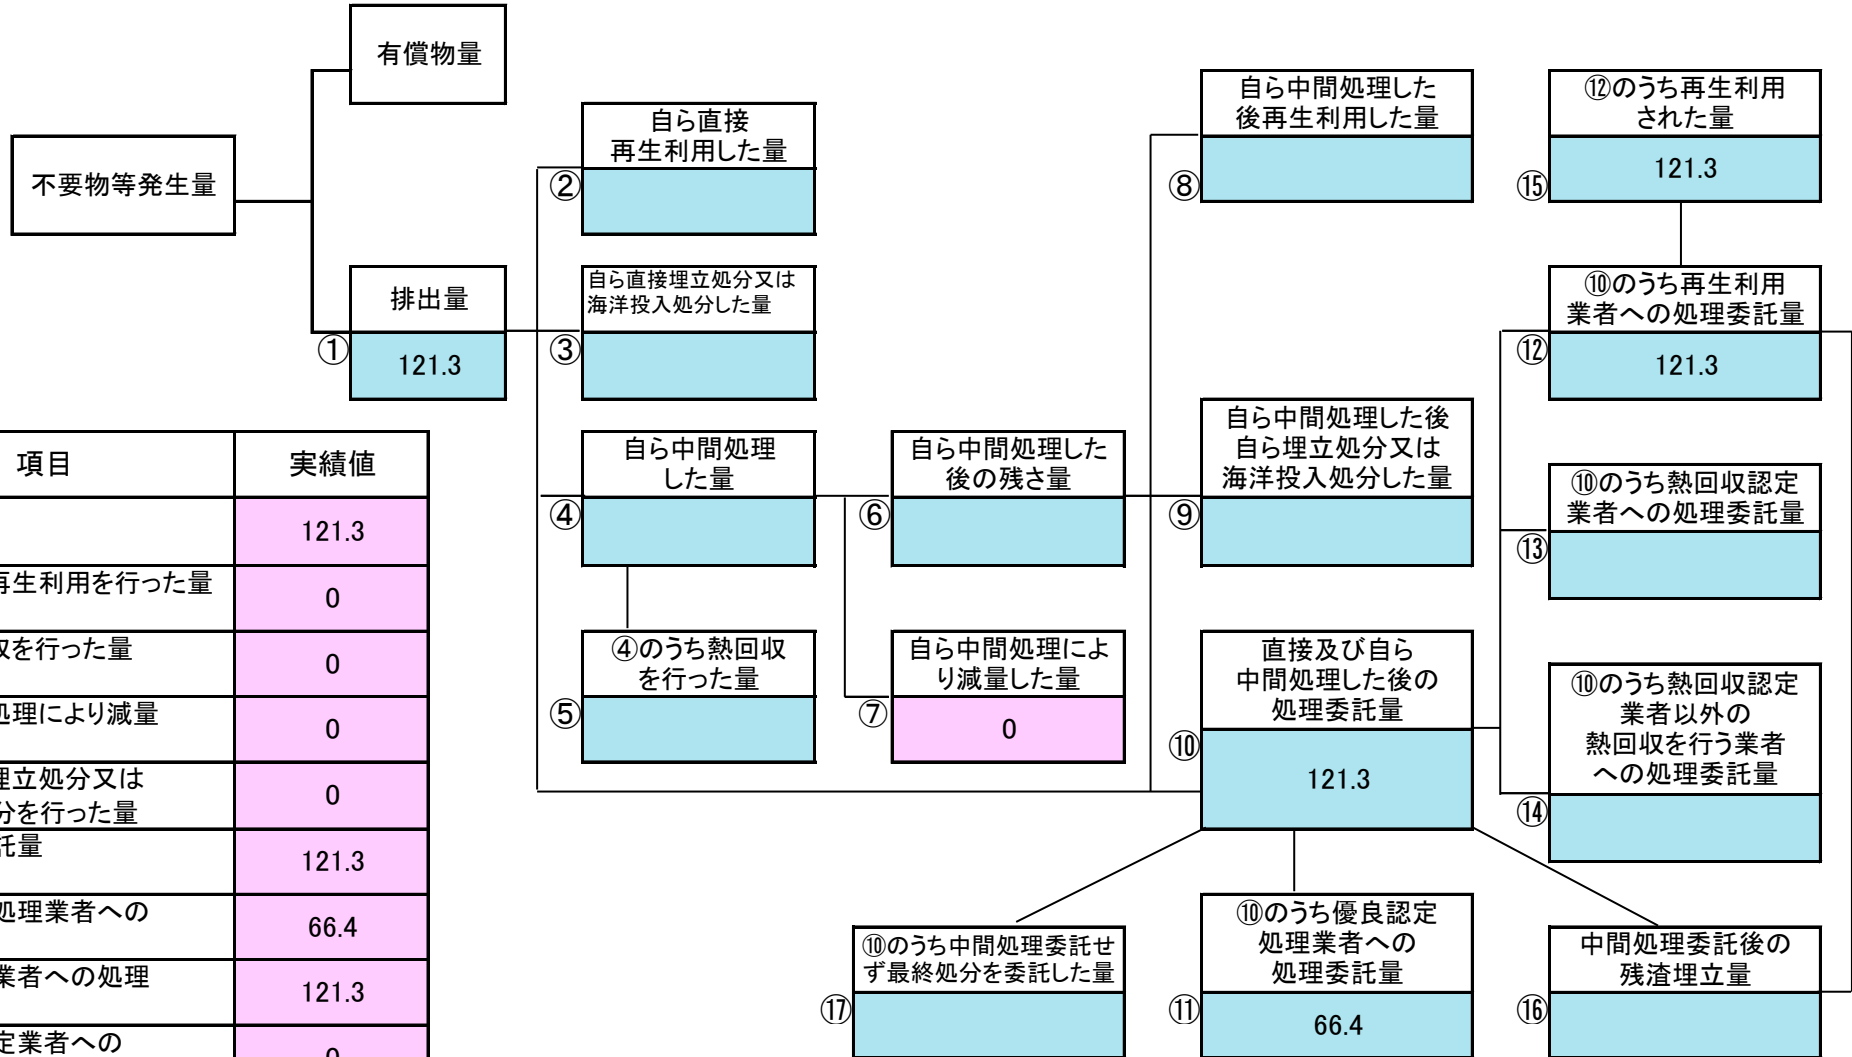 有償物量
不要物等発生量
排出量
①
121.3
自ら直接
再生利用した量
②
自ら直接埋立処分又は
海洋投入処分した量
③
自ら中間処理
した量
④
④のうち熱回収
を行った量
⑤
自ら中間処理した
後の残さ量
⑥
自ら中間処理によ
り減量した量
⑦
0
自ら中間処理した
後再生利用した量
⑧
自ら中間処理した後
自ら埋立処分又は
海洋投入処分した量
⑨
直接及び自ら
中間処理した後の
処理委託量
⑩
121.3
⑫のうち再生利用
された量
⑮
121.3
⑩のうち再生利用
業者への処理委託量
⑫
121.3
⑩のうち熱回収認定
業者への処理委託量
⑬
⑩のうち熱回収認定
業者以外の
熱回収を行う業者
への処理委託量
⑭
⑩のうち中間処理委託せ
ず最終処分を委託した量
⑰
⑩のうち優良認定
処理業者への
処理委託量
⑪
66.4
中間処理委託後の
残渣埋立量
⑯
項目
実績値
121.3
再生利用を行った量
0
を行った量
0
処理により減量
0
埋立処分又は
分を行った量
0
託量
121.3
処理業者への
66.4
業者への処理
121.3
定業者への
0